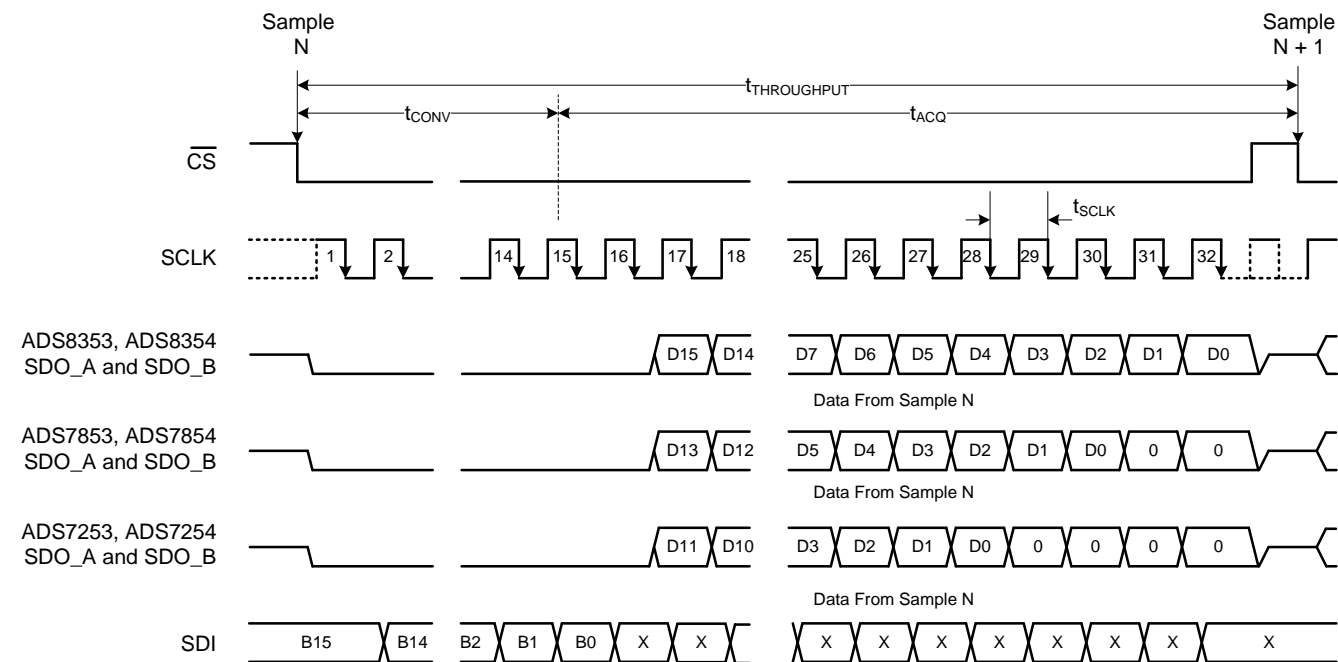 Sample
N
Sample
N + 1
tTHROUGHPUT
tCONV
tACQ
CS
tSCLK
SCLK
1 2 14 15 16 17 18 25 26 27 28 29 30 31 32
ADS8353, ADS8354
SDO_A and SDO_B
D15 D14 D7 D6 D5 D4 D3 D2 D1 D0
Data From Sample N
ADS7853, ADS7854
SDO_A and SDO_B
D13 D12 D5 D4 D3 D2 D1 D0 0 0
Data From Sample N
ADS7253, ADS7254
SDO_A and SDO_B
D11 D10 D3 D2 D1 D0 0 0 0 0
Data From Sample N
SDI
B15 B14 B2 B1 B0 X X X X X X X X X X